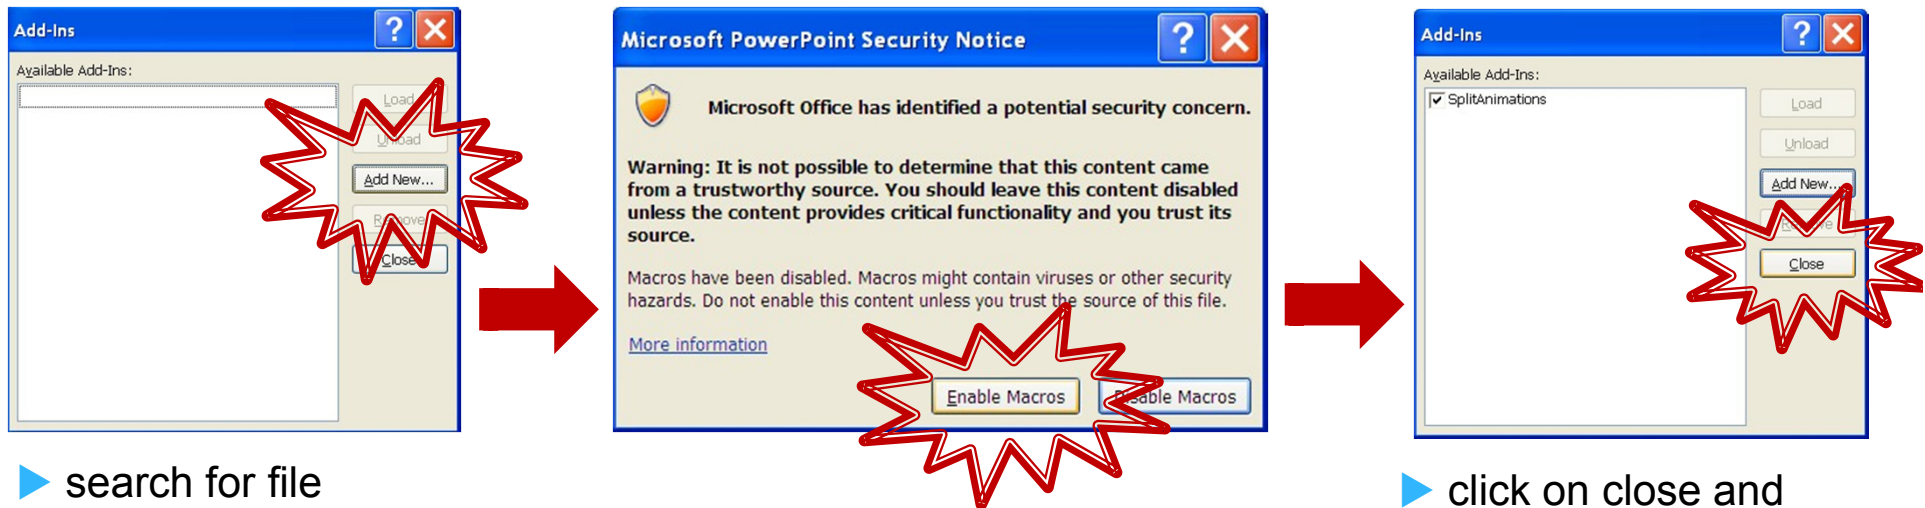 Add-Ins
?
Available Add-Ins:
Load
Unload
Add New...
Remove
Close
search for file
Microsoft PowerPoint Security Notice
?
Microsoft Office has identified a potential security concern.
Warning: It is not possible to determine that this content came
from a trustworthy source. You should leave this content disabled
unless the content provides critical functionality and you trust its
source.
Macros have been disabled. Macros might contain viruses or other security
hazards. Do not enable this content unless you trust the source of this file.
More information
Enable Macros
Disable Macros
Add-Ins
?
Available Add-Ins:
SplitAnimations
Load
Unload
Add New...
Remove
Close
click on close and